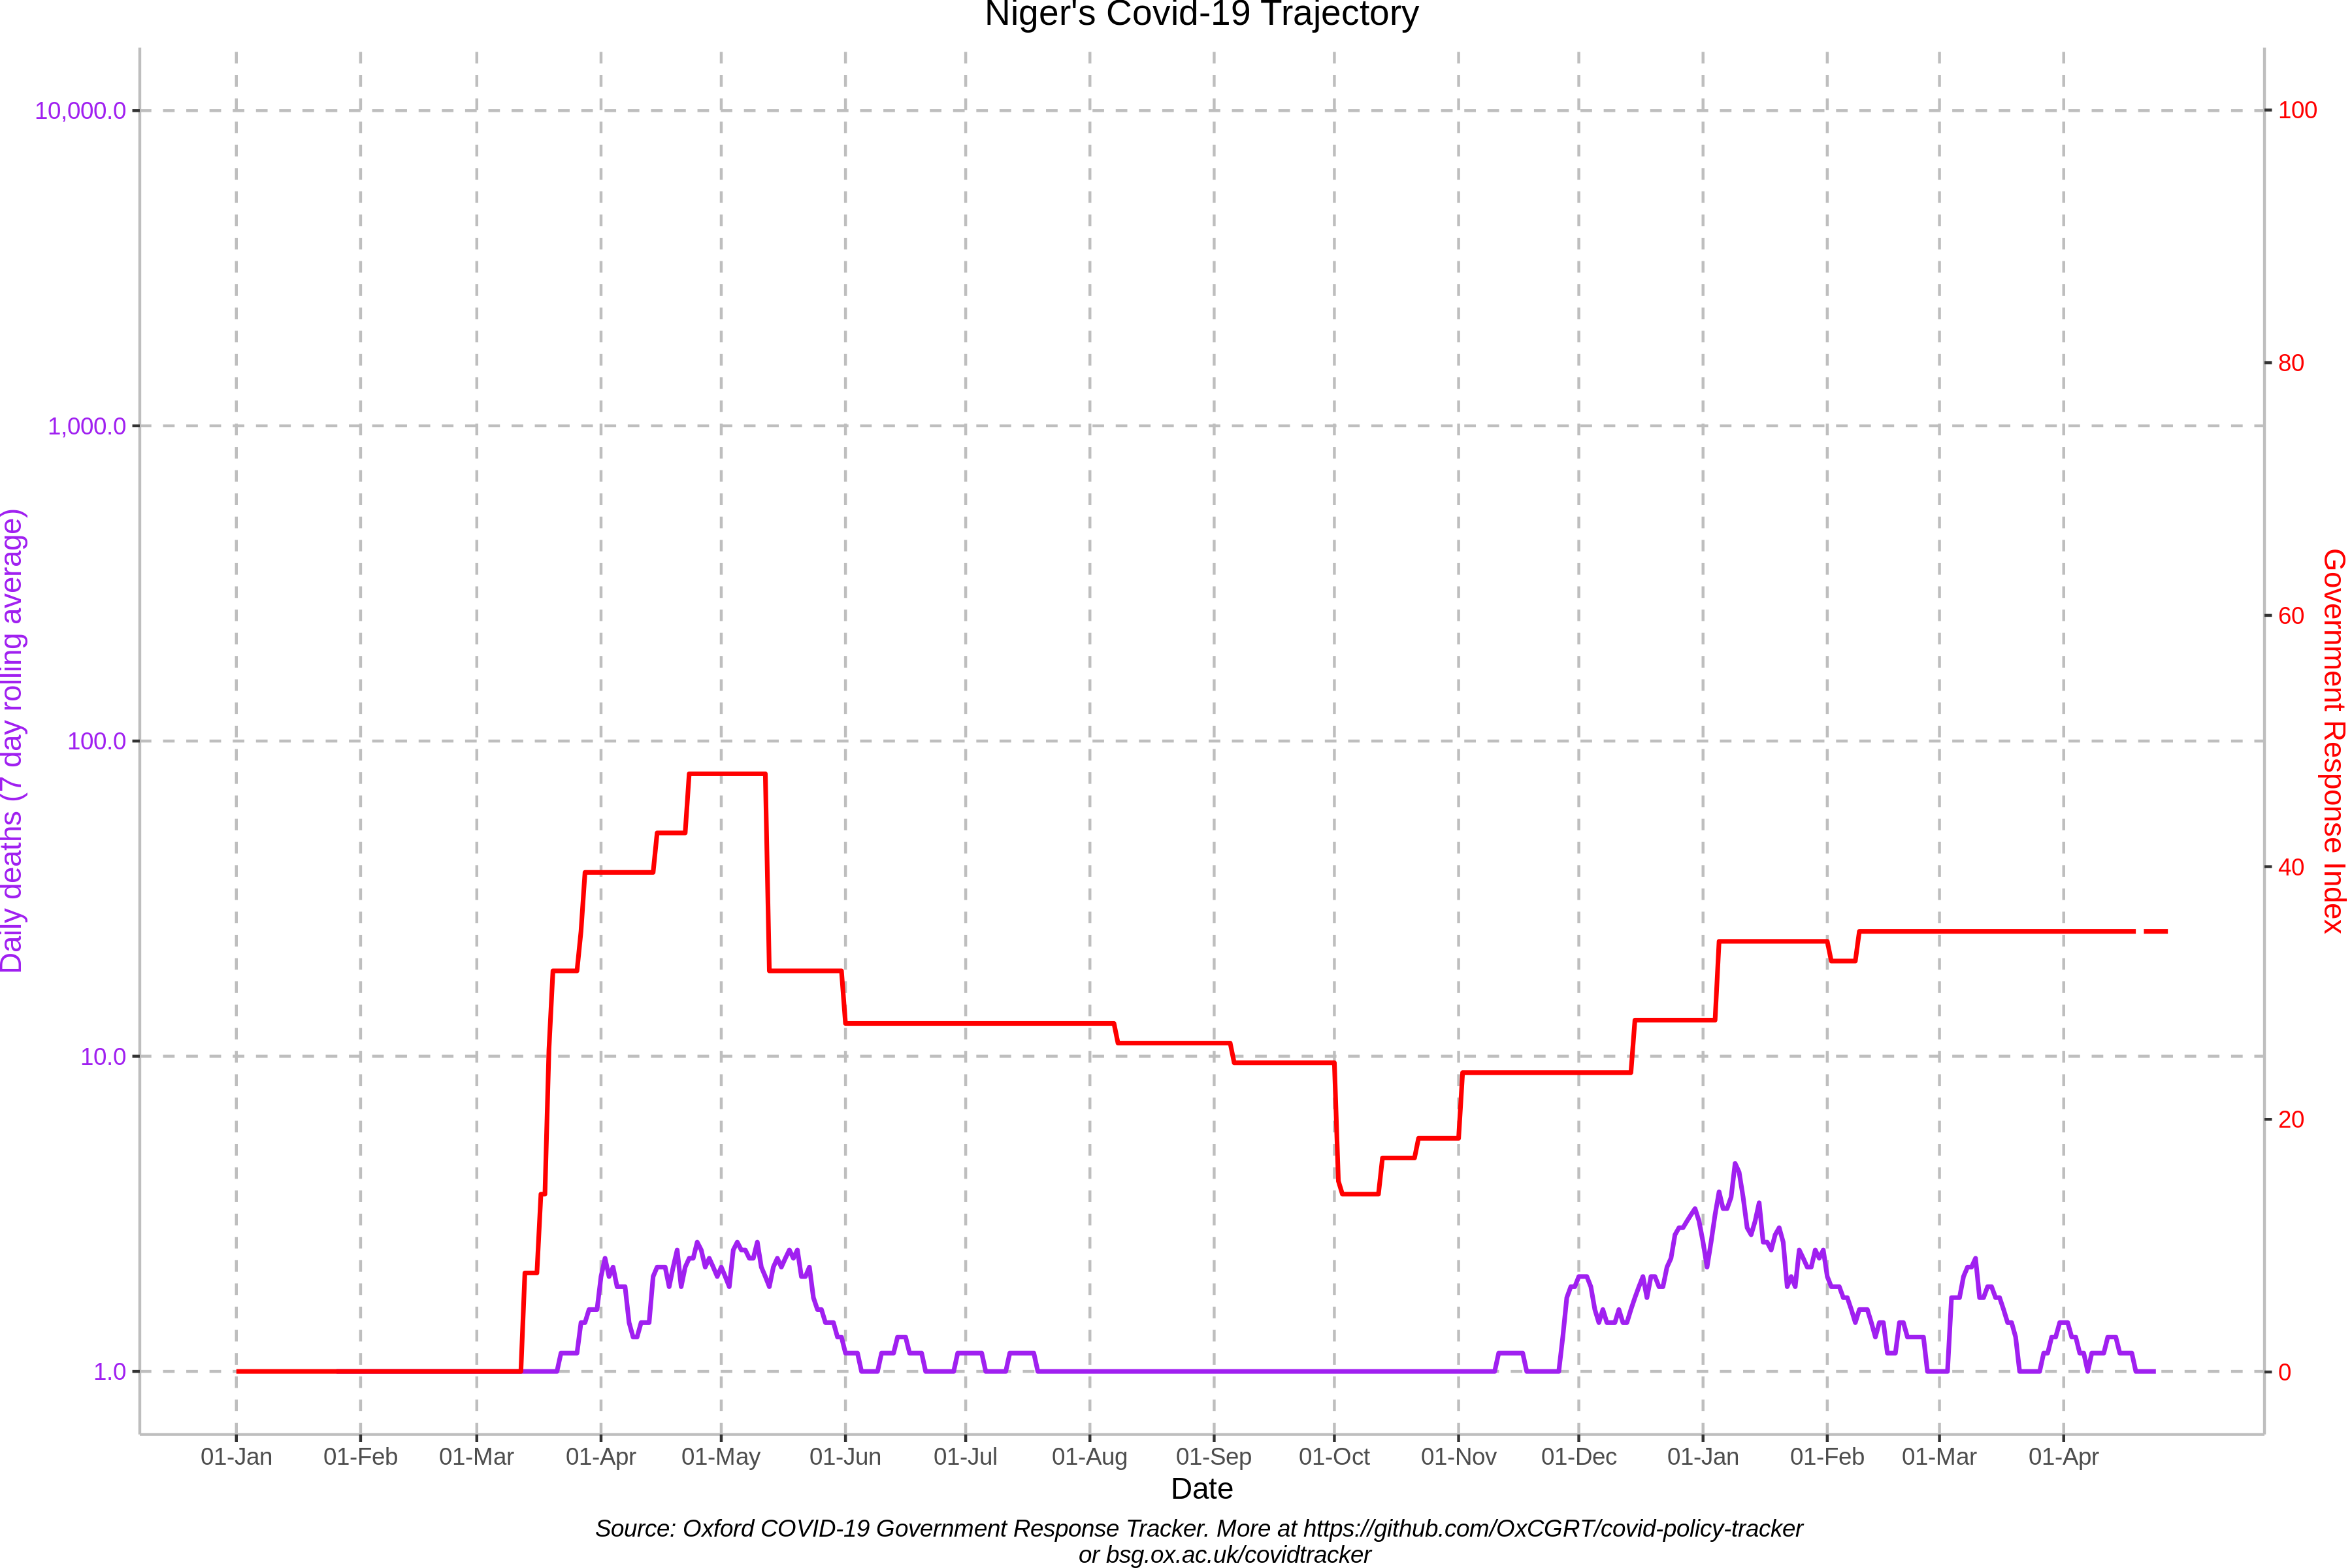 Niger's Covid-19 Trajectory
10,000.0
1,000.0
100.0
10.0
1.0
Daily deaths (7 day rolling average)
100
80
60
40
20
0
Government Response Index
01-Jan 01-Feb 01-Mar 01-Apr 01-May 01-Jun 01-Jul 01-Aug 01-Sep 01-Oct 01-Nov 01-Dec 01-Jan 01-Feb 01-Mar 01-Apr
Date
Source: Oxford COVID-19 Government Response Tracker. More at https://github.com/OxCGRT/covid-policy-tracker
or bsg.ox.ac.uk/covidtracker